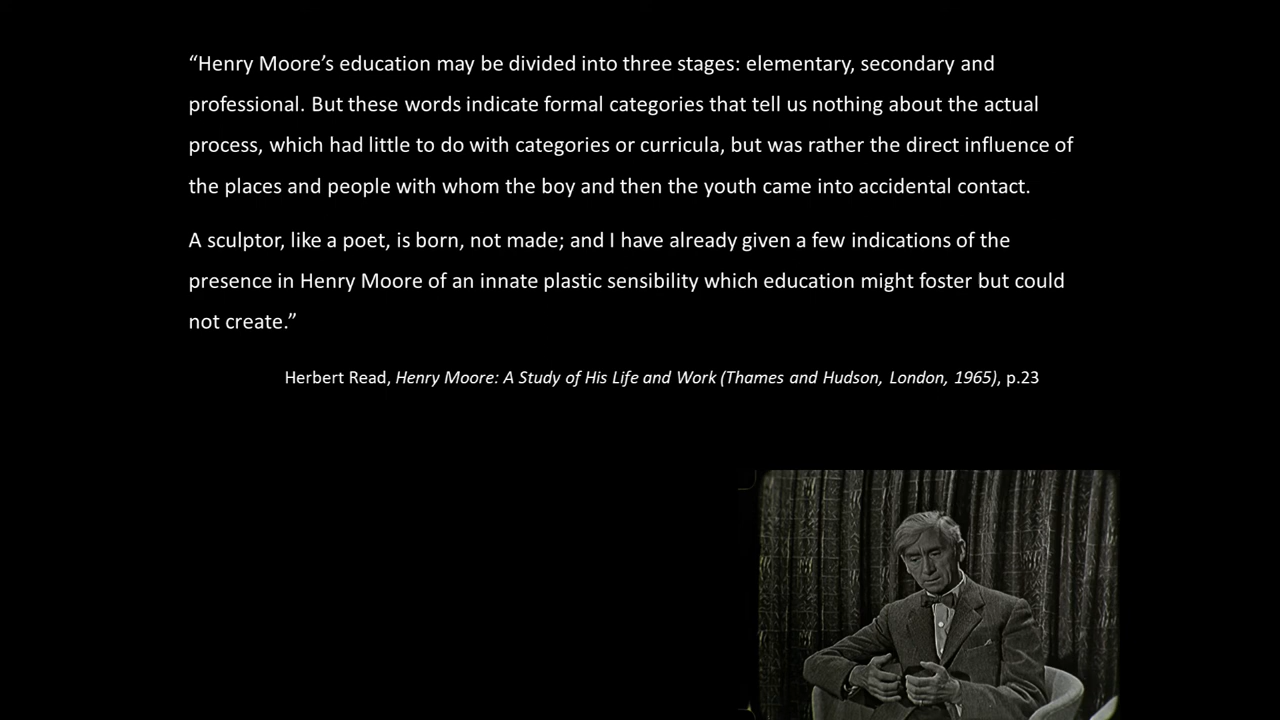 “Henry Moore’s education may be divided into three stages: elementary, secondary and
professional. But these words indicate formal categories that tell us nothing about the actual
process, which had little to do with categories or curricula, but was rather the direct influence of
the places and people with whom the boy and then the youth came into accidental contact.
A sculptor, like a poet, is born, not made; and I have already given a few indications of the
presence in Henry Moore of an innate plastic sensibility which education might foster but could
not create.”
Herbert Read, Henry Moore: A Study of His Life and Work (Thames and Hudson, London, 1965), p.23